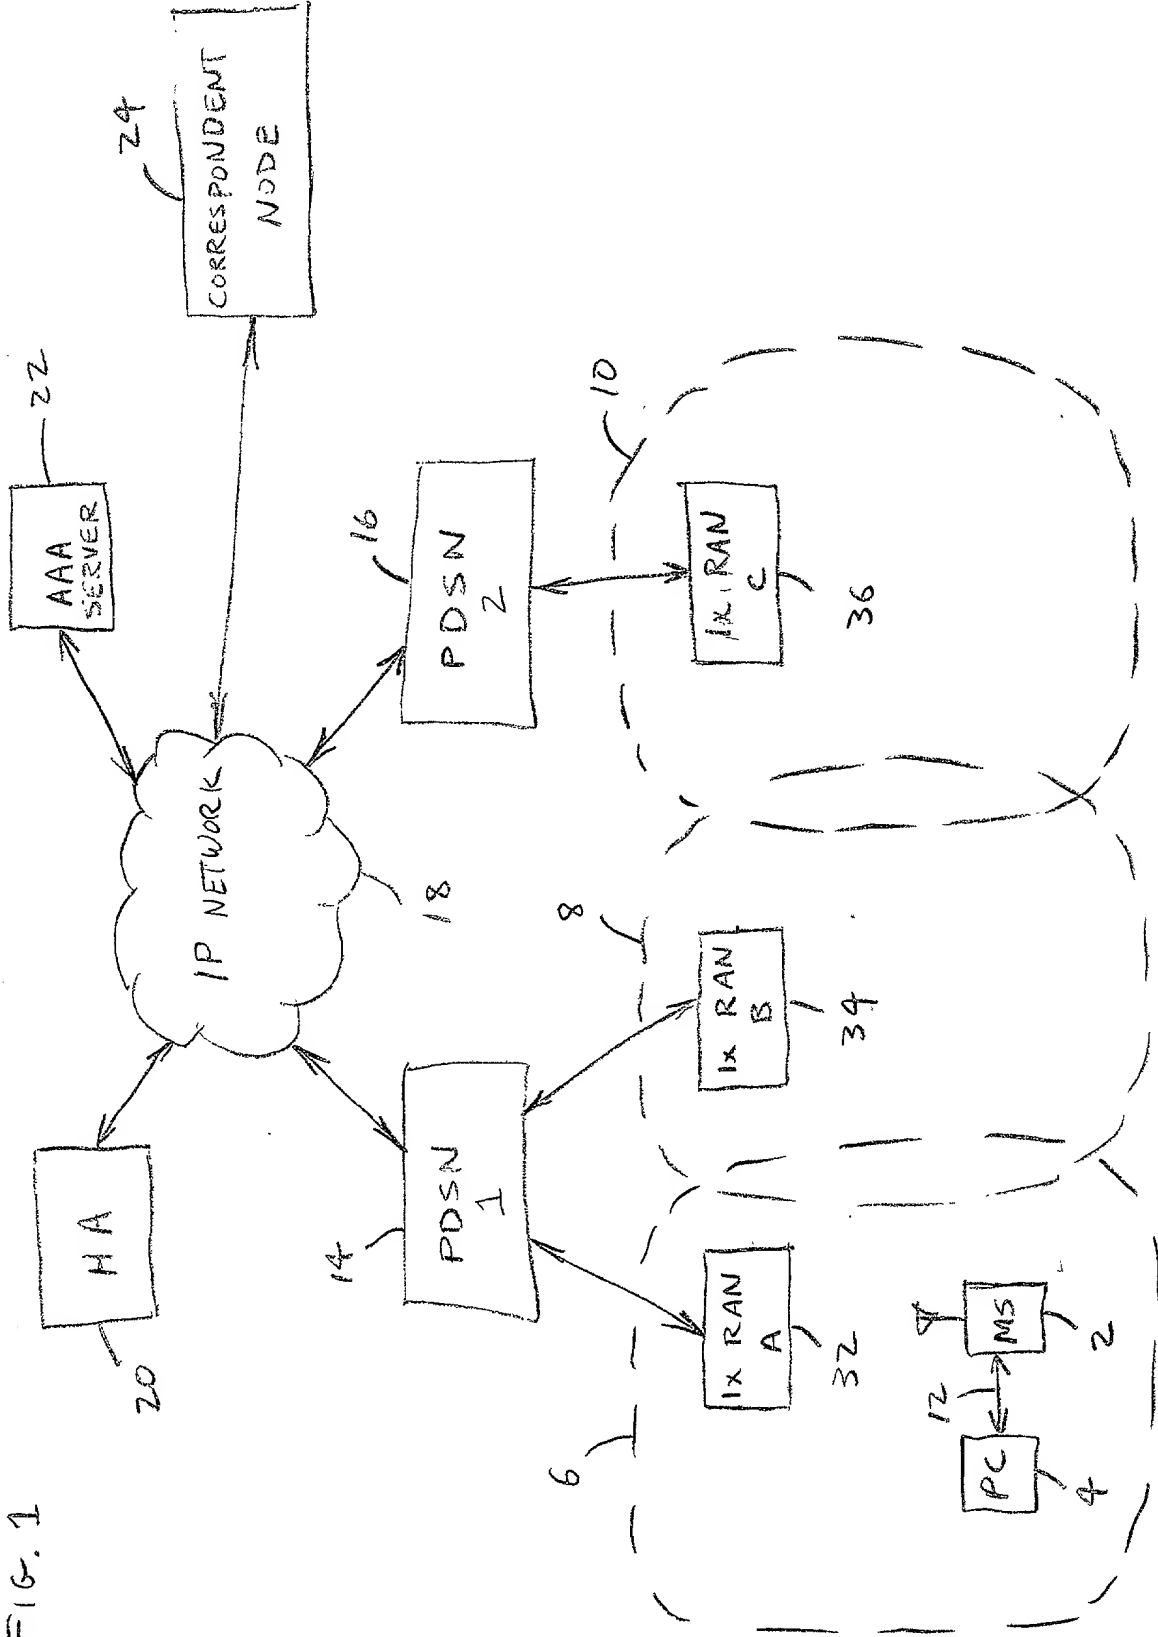 FIG. 1
20
HA
AAA
SERVER
22
24
CORRESPONDENT
NODE
IP NETWORK
18
14
PDSN
1
16
PDSN
2
6
8
10
1x RAN
A
32
1x RAN
B
34
1x RAN
C
36
12
PC
4
MS
2